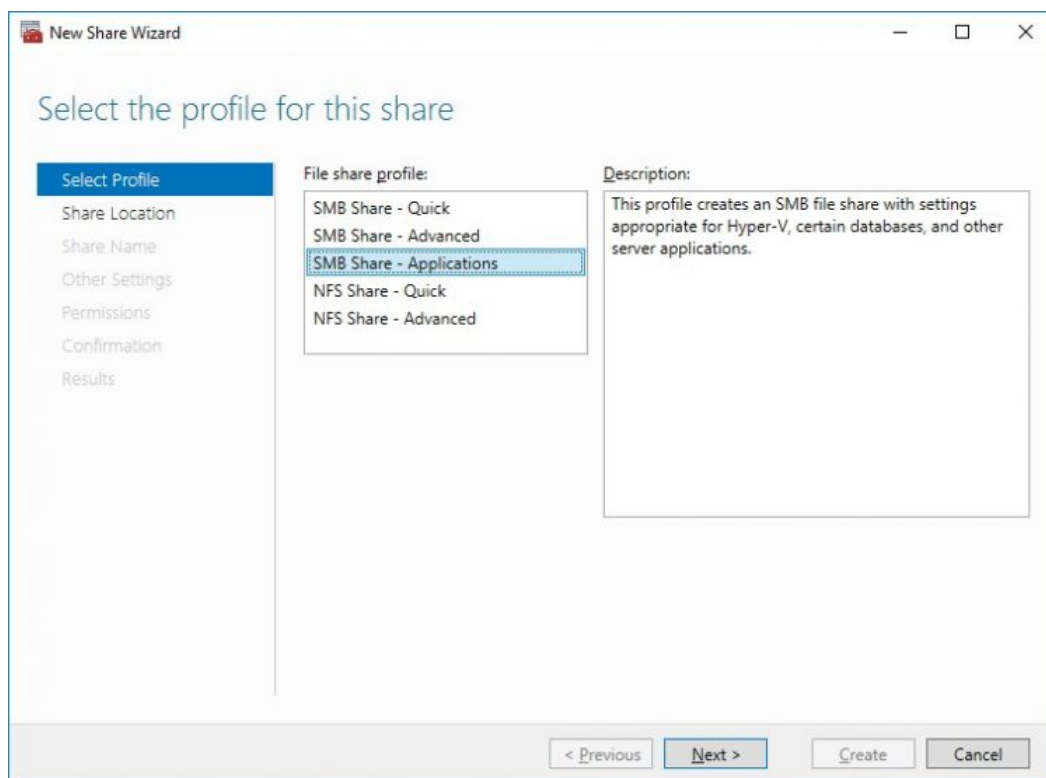 New Share Wizard
Select the profile for this share
Select Profile
Share Location
Share Name
Other Settings
Permissions
Confirmation
Results
File share profile:
SMB Share - Quick
SMB Share - Advanced
SMB Share - Applications
NFS Share - Quick
NFS Share - Advanced
Description:
This profile creates an SMB file share with settings
appropriate for Hyper-V, certain databases, and other
server applications.
< Previous
Next >
Create
Cancel